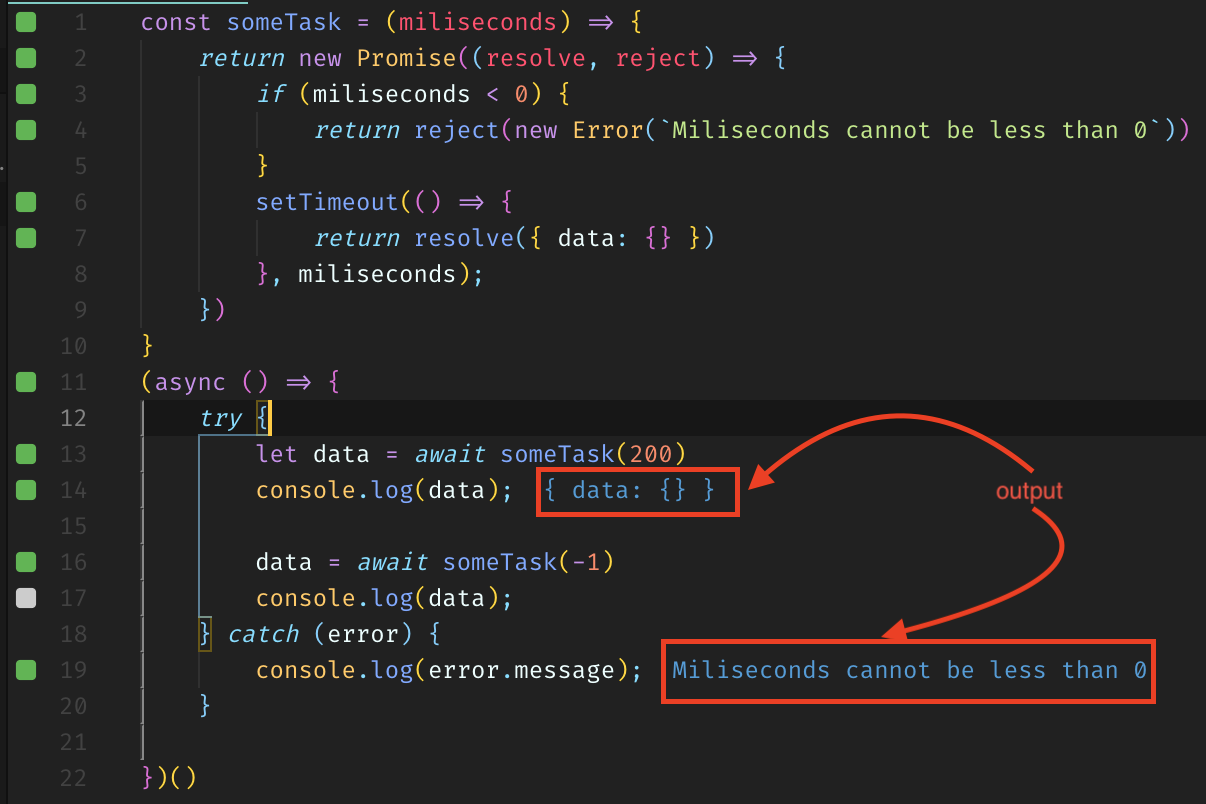 1 const someTask = (miliseconds) => {
2 return new Promise((resolve, reject) => {
3 if (miliseconds < 0) {
4 return reject(new Error(`Miliseconds cannot be less than 0`))
5 }
6 setTimeout(() => {
7 return resolve({ data: {} })
8 }, miliseconds);
9 })
10 }
11 (async () => {
12 try {
13 let data = await someTask(200)
14 console.log(data); { data: {} }
output
15
16 data = await someTask(-1)
17 console.log(data);
18 } catch (error) {
19 console.log(error.message); Miliseconds cannot be less than 0
20 }
21
22 })()